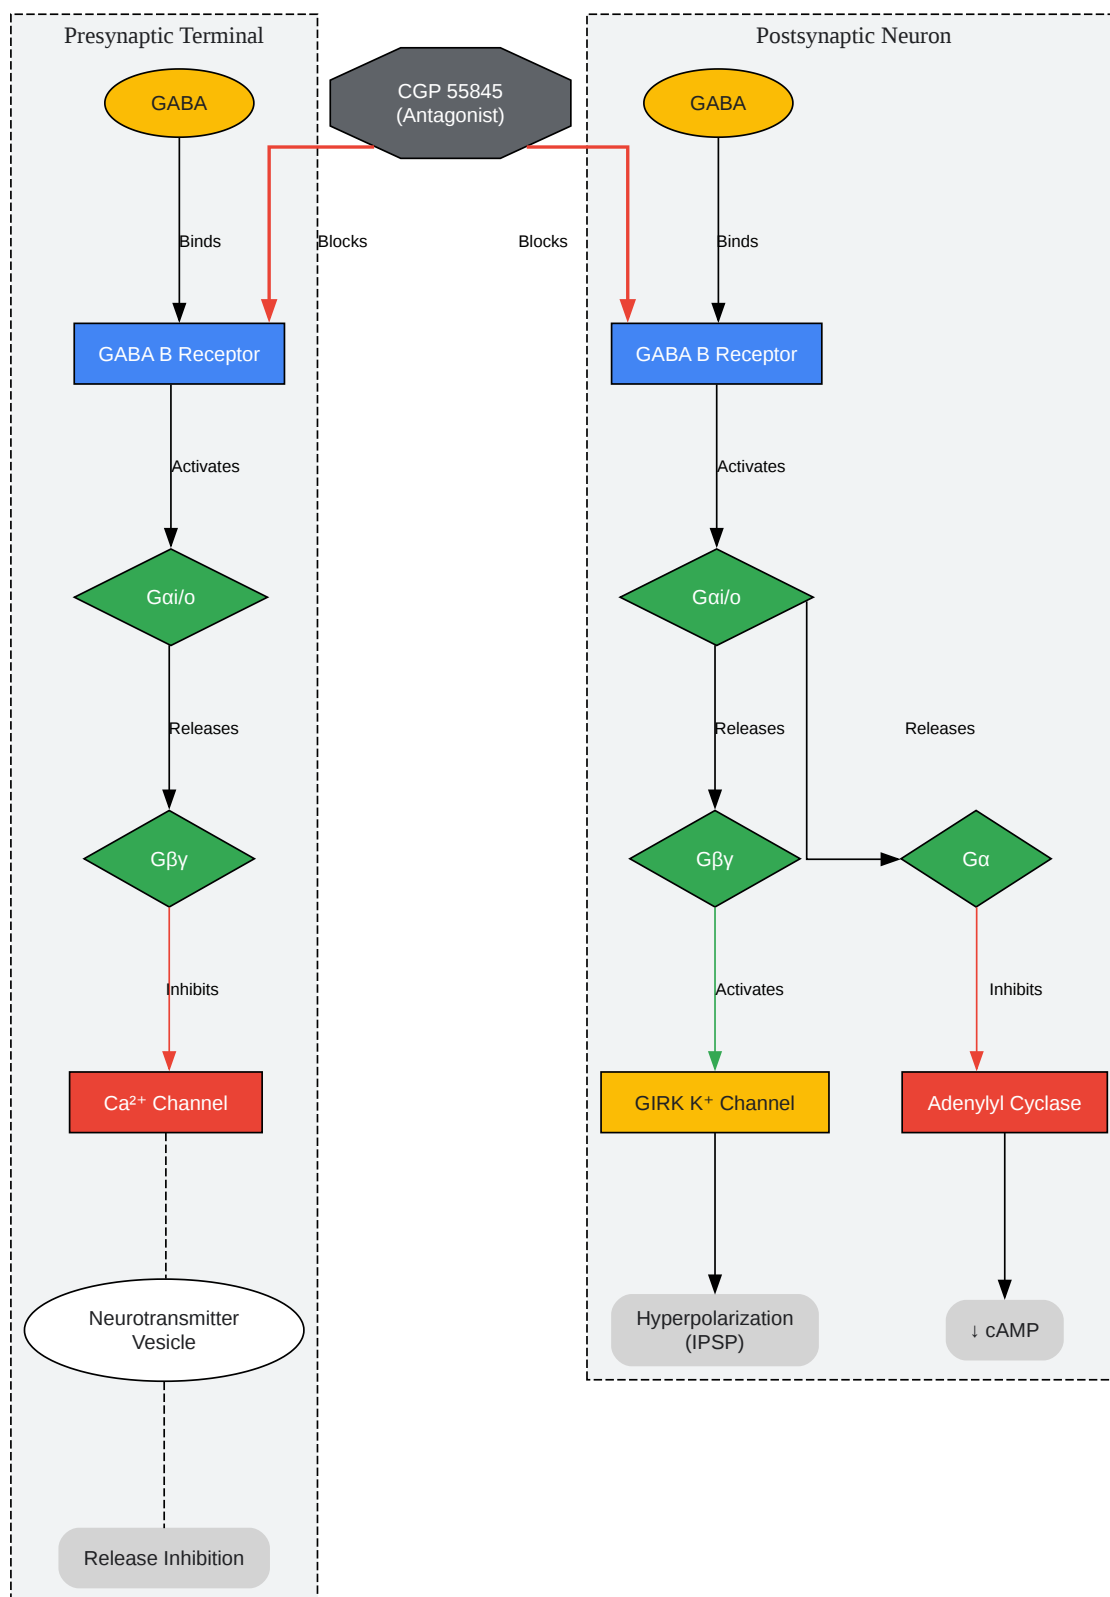 Presynaptic Terminal
Postsynaptic Neuron
GABA
CGP 55845
(Antagonist)
GABA
Binds
Blocks
Blocks
Binds
GABA B Receptor
GABA B Receptor
Activates
Activates
Gαi/o
Gαi/o
Releases
Releases
Releases
Gβγ
Gβγ
Gα
Inhibits
Activates
Inhibits
Ca²⁺ Channel
GIRK K⁺ Channel
Adenylyl Cyclase
Neurotransmitter
Vesicle
Hyperpolarization
(IPSP)
↓ cAMP
Release Inhibition